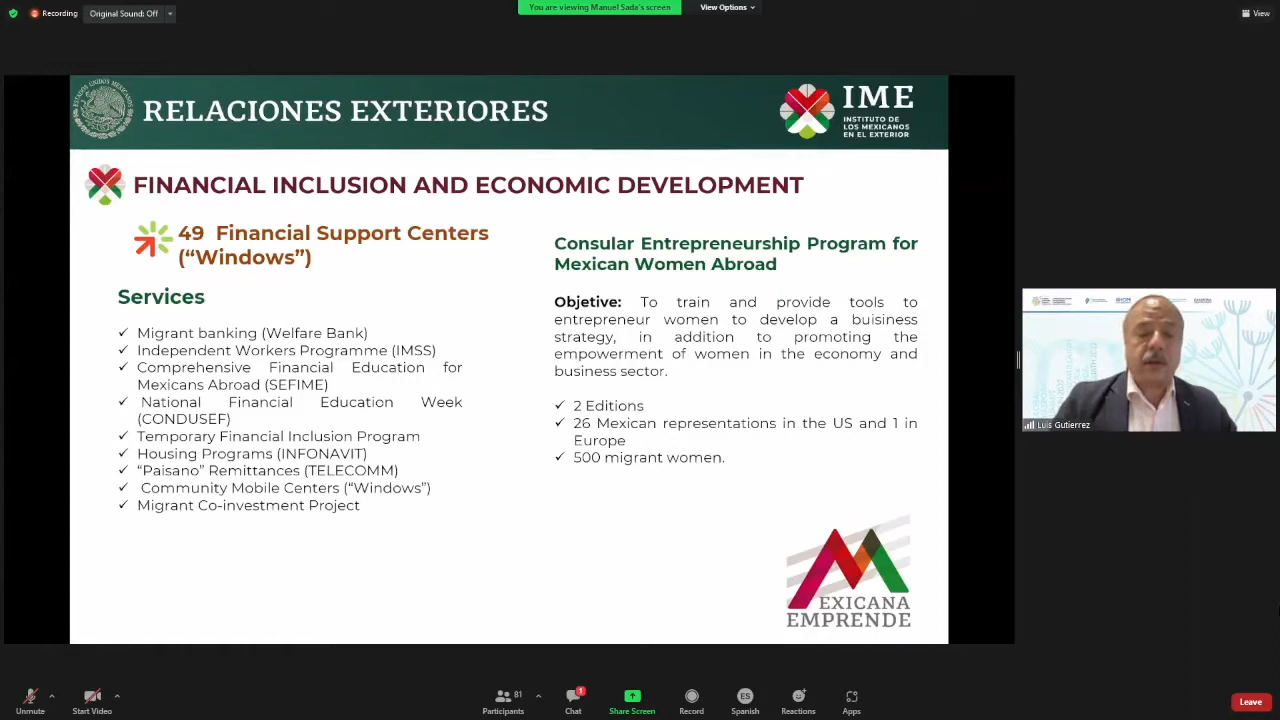 Recording
Original Sound: Off
You are viewing Manuel Sada's screen
View Options
View
ESTADOS UNIDOS MEXICANOS
RELACIONES EXTERIORES
IME
INSTITUTO DE
LOS MEXICANOS
EN EL EXTERIOR
FINANCIAL INCLUSION AND ECONOMIC DEVELOPMENT
49 Financial Support Centers
(“Windows”)
Services
✓ Migrant banking (Welfare Bank)
✓ Independent Workers Programme (IMSS)
✓ Comprehensive Financial Education for
Mexicans Abroad (SEFIME)
✓ National Financial Education Week
(CONDUSEF)
✓ Temporary Financial Inclusion Program
✓ Housing Programs (INFONAVIT)
✓ “Paisano” Remittances (TELECOMM)
✓ Community Mobile Centers (“Windows”)
✓ Migrant Co-investment Project
Consular Entrepreneurship Program for
Mexican Women Abroad
Objetive: To train and provide tools to
entrepreneur women to develop a buisiness
strategy, in addition to promoting the
empowerment of women in the economy and
business sector.
✓ 2 Editions
✓ 26 Mexican representations in the US and 1 in
Europe
✓ 500 migrant women.
MEXICANA
EMPRENDE
Luis Gutierrez
Unmute
Start Video
81
Participants
1
Chat
Share Screen
Record
ES
Spanish
Reactions
Apps
Leave